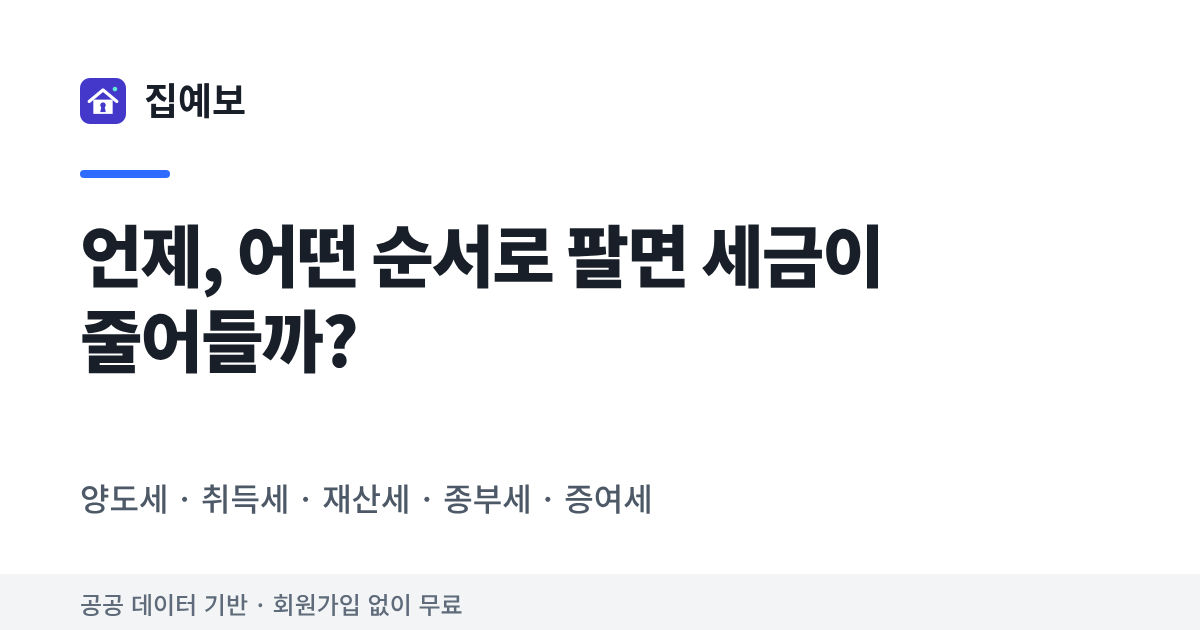 집예보
언제, 어떤 순서로 팔면 세금이
줄어들까?
양도세 · 취득세 · 재산세 · 종부세 · 증여세
공공 데이터 기반 · 회원가입 없이 무료